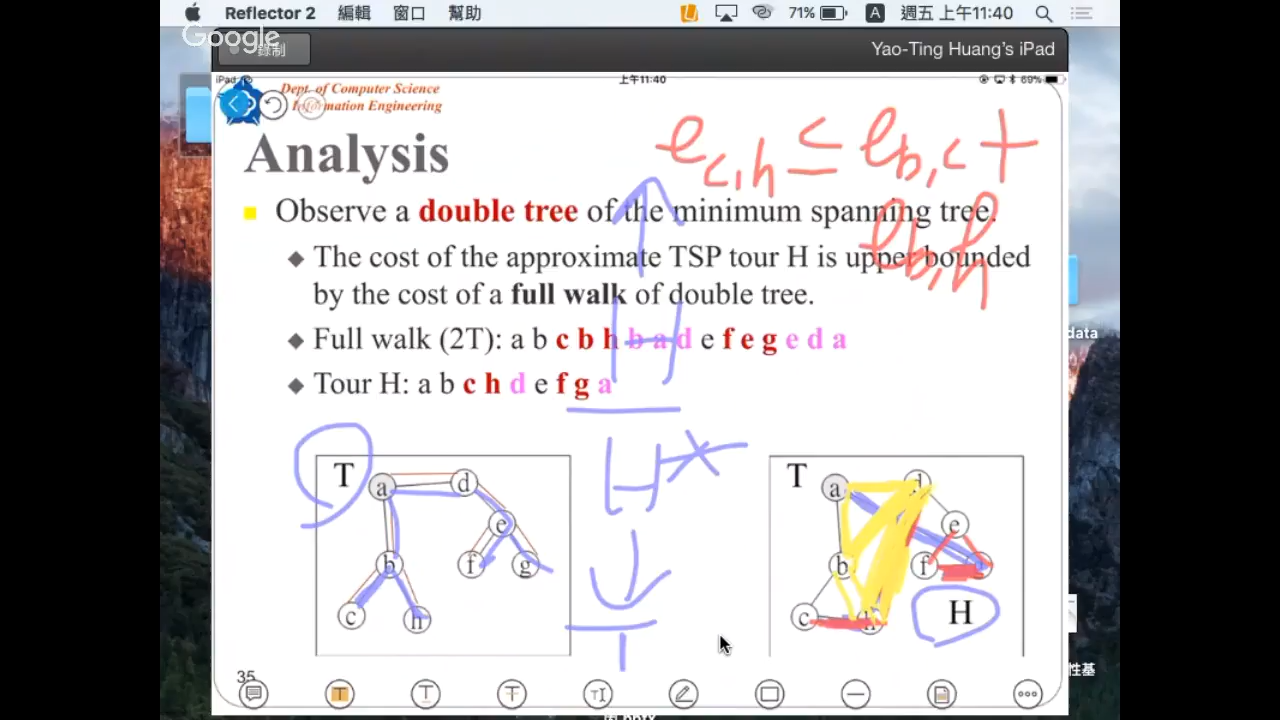 Reflector 2 編輯 窗口 幫助 71% A 週五 上午11:40
Google
錄制
Yao-Ting Huang's iPad
iPad 上午11:40 69%
Dept. of Computer Science
Information Engineering
Analysis
e c,h ≤ e b,c +
e b,h
Observe a double tree of the minimum spanning tree.
The cost of the approximate TSP tour H is upper bounded
by the cost of a full walk of double tree.
Full walk (2T): a b c b h b a d e f e g e d a
Tour H: a b c h d e f g a
H
H*
T
T a d e b f g c h
T a d e b f c h
H
35
data
性基